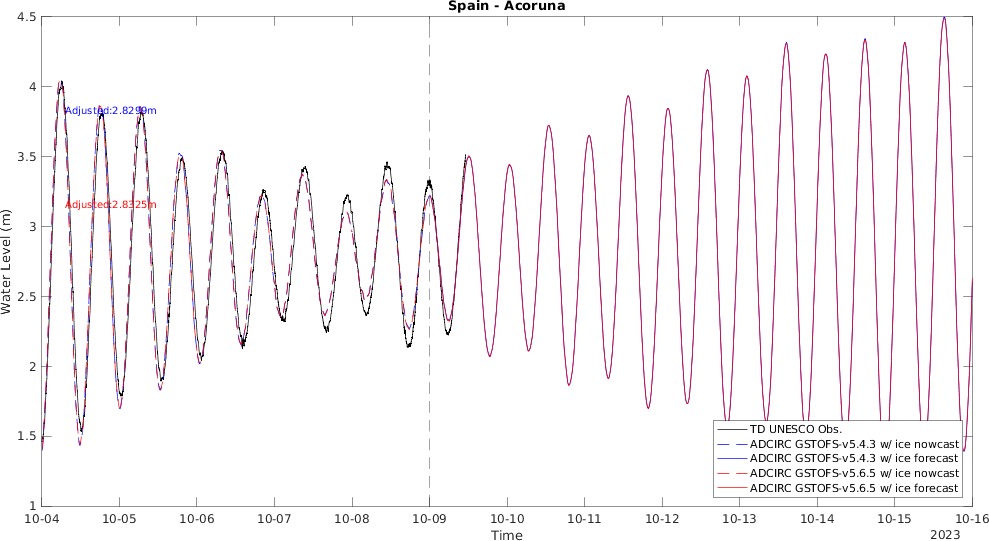 Spain - Acoruna
4.5
4
3.5
3
2.5
2
1.5
1
Water Level (m)
Adjusted:2.8299m
Adjusted:2.8325m
TD UNESCO Obs.
ADCIRC GSTOFS-v5.4.3 w/ ice nowcast
ADCIRC GSTOFS-v5.4.3 w/ ice forecast
ADCIRC GSTOFS-v5.6.5 w/ ice nowcast
ADCIRC GSTOFS-v5.6.5 w/ ice forecast
10-04 10-05 10-06 10-07 10-08 10-09 10-10 10-11 10-12 10-13 10-14 10-15 10-16
Time
2023